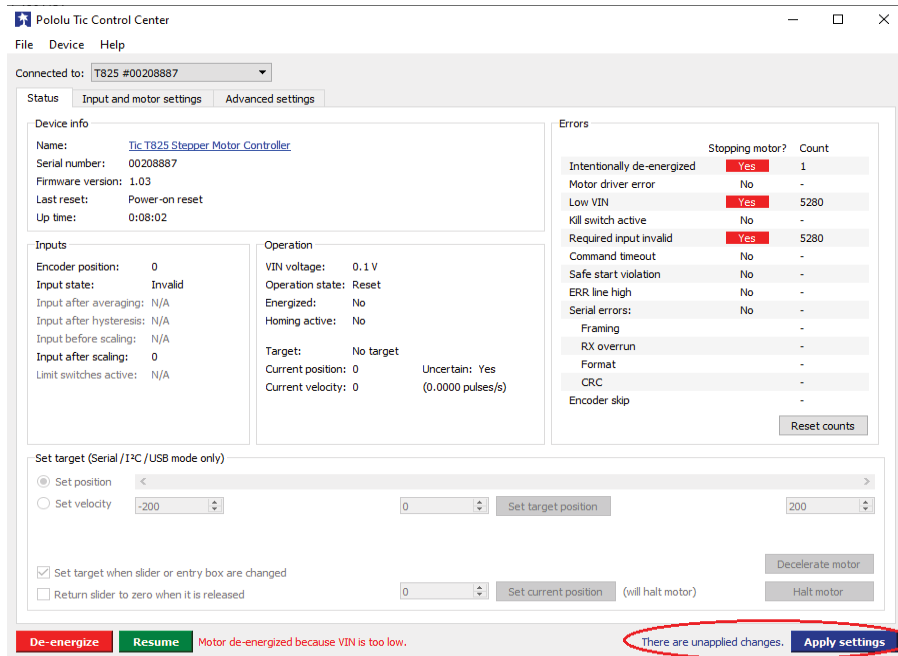 Pololu Tic Control Center
File Device Help
Connected to: T825 #00208887
Status Input and motor settings Advanced settings
Device info
Name: Tic T825 Stepper Motor Controller
Serial number: 00208887
Firmware version: 1.03
Last reset: Power-on reset
Up time: 0:08:02
Inputs
Encoder position: 0
Input state: Invalid
Input after averaging: N/A
Input after hysteresis: N/A
Input before scaling: N/A
Input after scaling: 0
Limit switches active: N/A
Operation
VIN voltage: 0.1 V
Operation state: Reset
Energized: No
Homing active: No
Target: No target
Current position: 0 Uncertain: Yes
Current velocity: 0 (0.0000 pulses/s)
Errors
Stopping motor? Count
Intentionally de-energized Yes 1
Motor driver error No -
Low VIN Yes 5280
Kill switch active No -
Required input invalid Yes 5280
Command timeout No -
Safe start violation No -
ERR line high No -
Serial errors: No -
Framing -
RX overrun -
Format -
CRC -
Encoder skip -
Reset counts
Set target (Serial/I²C/USB mode only)
Set position
Set velocity -200 0 Set target position 200
Decelerate motor
Set target when slider or entry box are changed
Return slider to zero when it is released 0 Set current position (will halt motor) Halt motor
De-energize Resume Motor de-energized because VIN is too low. There are unapplied changes. Apply settings